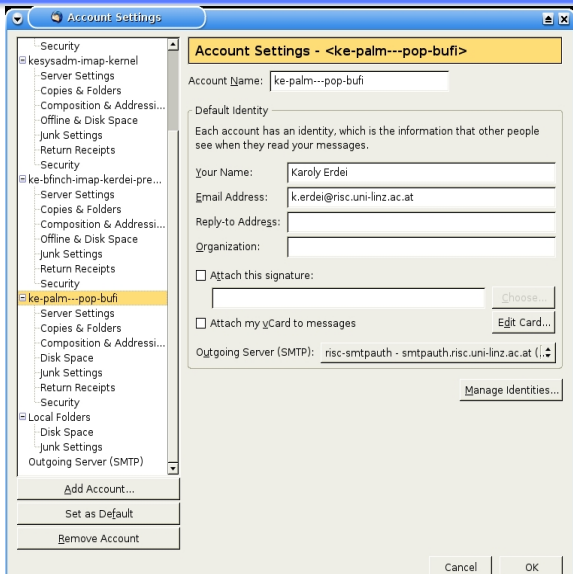 Account Settings
Security
kesysadm-imap-kernel
Server Settings
Copies & Folders
Composition & Addressi...
Offline & Disk Space
Junk Settings
Return Receipts
Security
ke-bfinch-imap-kerdei-pre...
Server Settings
Copies & Folders
Composition & Addressi...
Offline & Disk Space
Junk Settings
Return Receipts
Security
ke-palm---pop-bufi
Server Settings
Copies & Folders
Composition & Addressi...
Disk Space
Junk Settings
Return Receipts
Security
Local Folders
Disk Space
Junk Settings
Outgoing Server (SMTP)
Add Account...
Set as Default
Remove Account
Account Settings - <ke-palm---pop-bufi>
Account Name: ke-palm---pop-bufi
Default Identity
Each account has an identity, which is the information that other people
see when they read your messages.
Your Name: Karoly Erdei
Email Address: k.erdei@risc.uni-linz.ac.at
Reply-to Address:
Organization:
Attach this signature:
Choose...
Attach my vCard to messages Edit Card...
Outgoing Server (SMTP): risc-smtpauth - smtpauth.risc.uni-linz.ac.at (...
Manage Identities...
Cancel OK